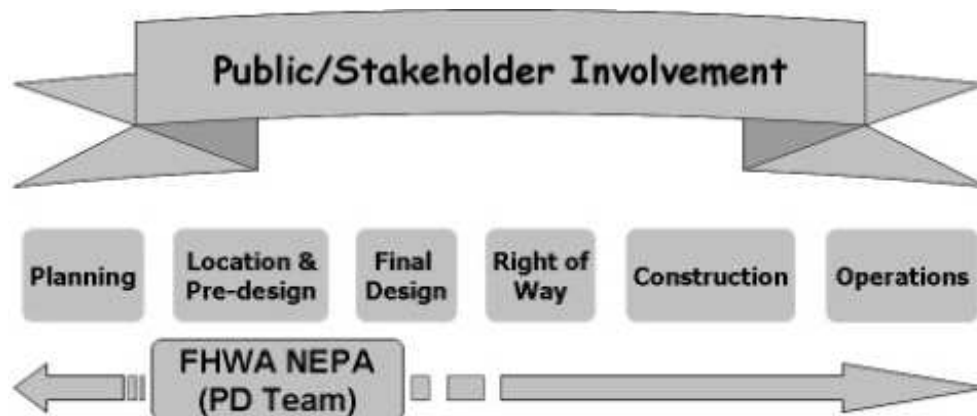 Public/Stakeholder Involvement
Planning
Location &
Pre-design
Final
Design
Right of
Way
Construction
Operations
FHWA NEPA
(PD Team)